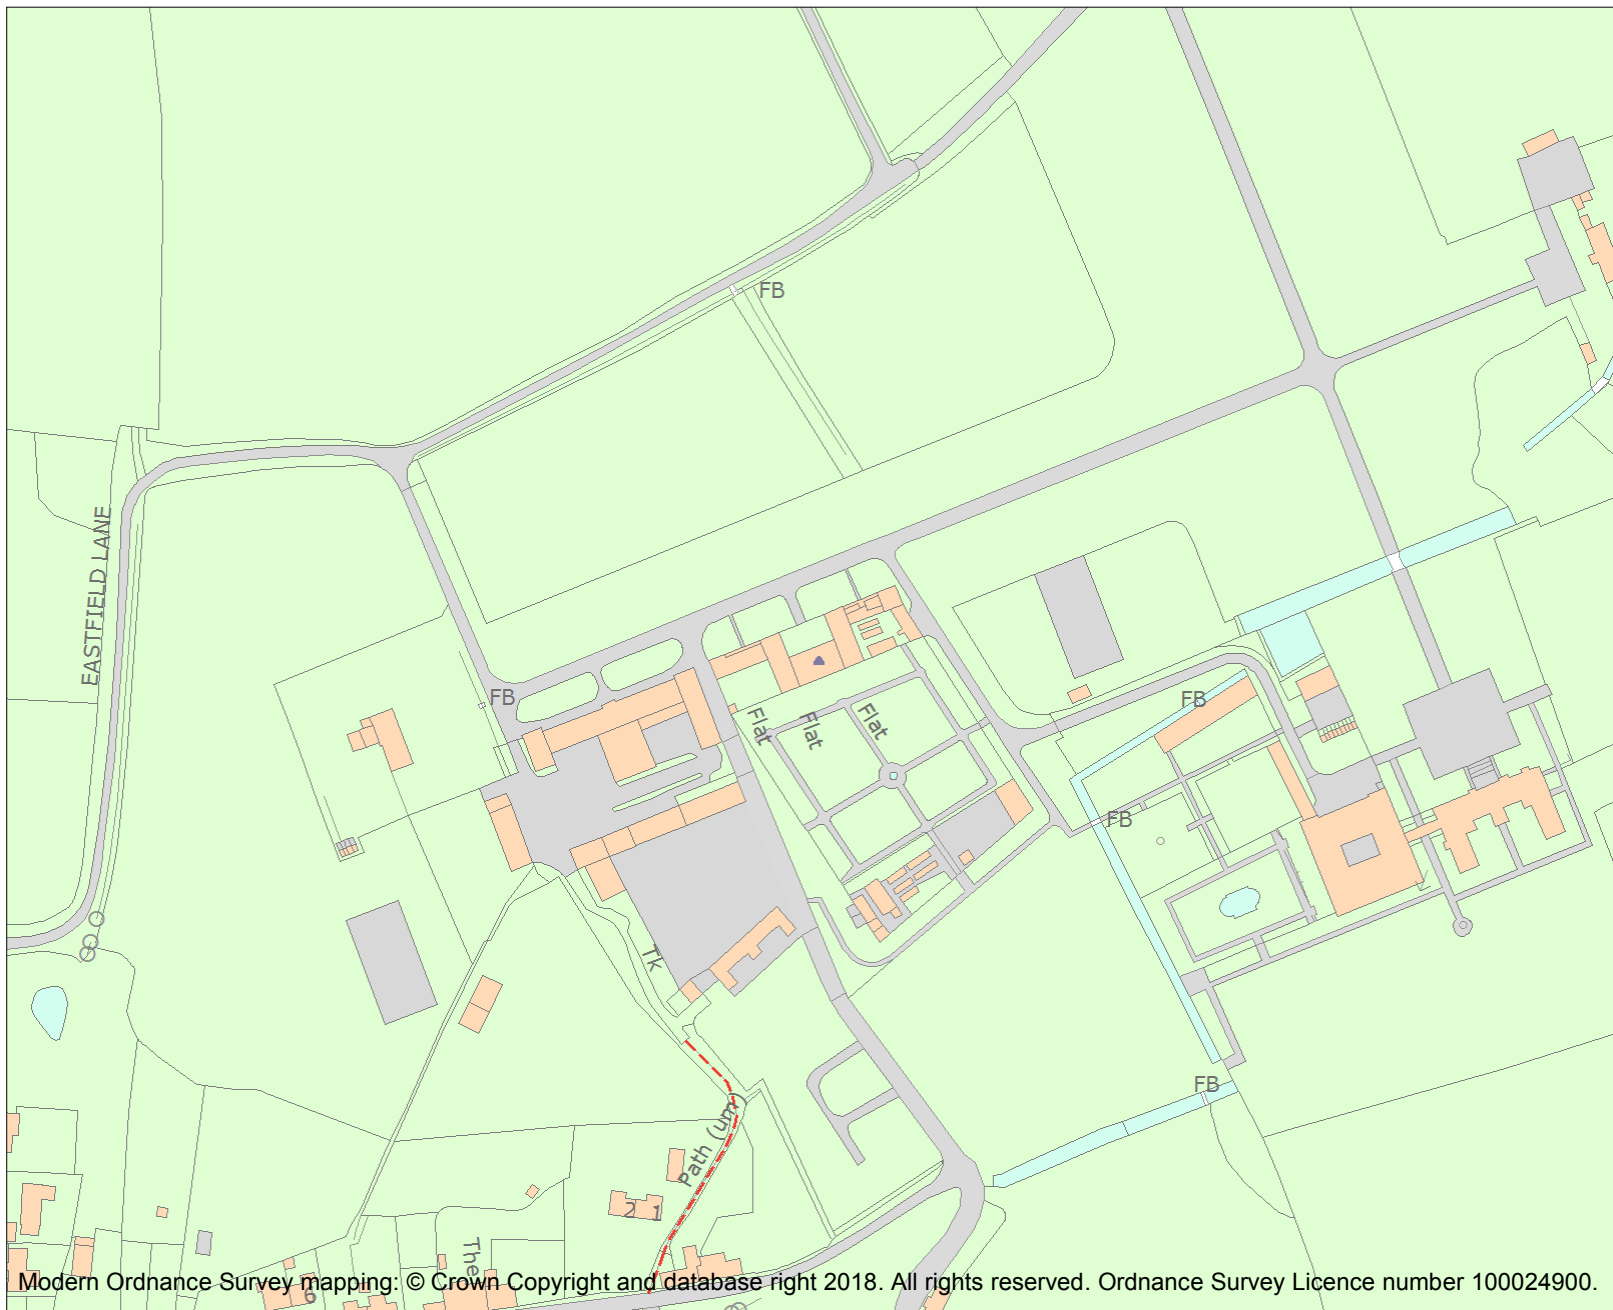 FB
EASTFIELD LANE
FB
FB
Flat
Flat
Flat
FB
Tk
FB
Path (um)
2 1
The
6
Modern Ordnance Survey mapping: © Crown Copyright and database right 2018. All rights reserved. Ordnance Survey Licence number 100024900.